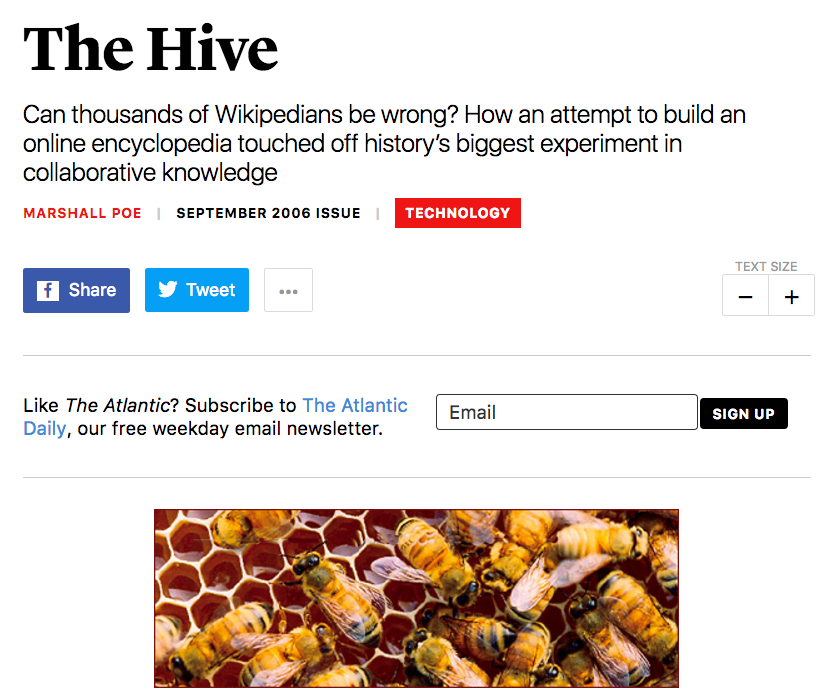 The Hive
Can thousands of Wikipedians be wrong? How an attempt to build an
online encyclopedia touched off history’s biggest experiment in
collaborative knowledge
MARSHALL POE | SEPTEMBER 2006 ISSUE | TECHNOLOGY
TEXT SIZE
f Share Tweet ••• − +
Like The Atlantic? Subscribe to The Atlantic
Daily, our free weekday email newsletter.
Email SIGN UP